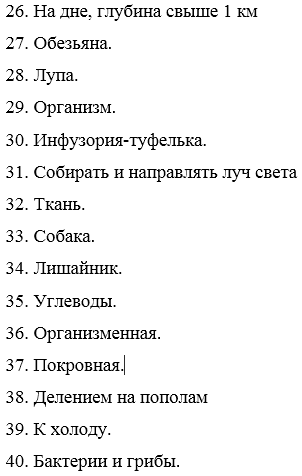 26. На дне, глубина свыше 1 км
27. Обезьяна.
28. Лупа.
29. Организм.
30. Инфузория-туфелька.
31. Собирать и направлять луч света
32. Ткань.
33. Собака.
34. Лишайник.
35. Углеводы.
36. Организменная.
37. Покровная.
38. Делением на пополам
39. К холоду.
40. Бактерии и грибы.